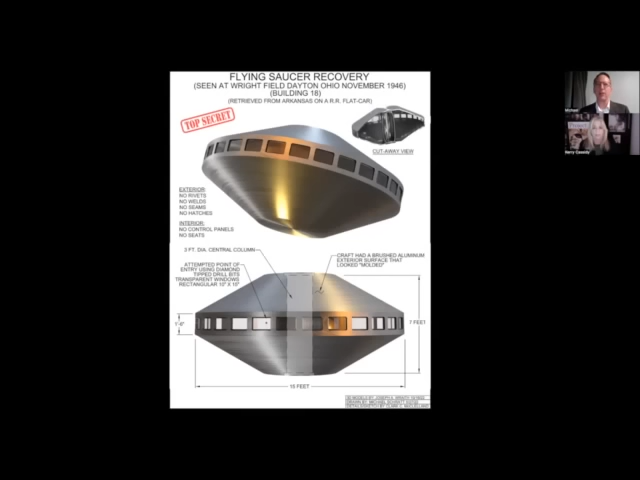 FLYING SAUCER RECOVERY
(SEEN AT WRIGHT FIELD DAYTON OHIO NOVEMBER 1946)
(BUILDING 18)
(RETRIEVED FROM ARKANSAS ON A R.R. FLAT-CAR)
TOP SECRET
CUT-AWAY VIEW
EXTERIOR:
NO RIVETS
NO WELDS
NO SEAMS
NO HATCHES
INTERIOR:
NO CONTROL PANELS
NO SEATS
3 FT. DIA. CENTRAL COLUMN
ATTEMPTED POINT OF
ENTRY USING DIAMOND
TIPPED DRILL BITS
TRANSPARENT WINDOWS
RECTANGULAR 10" X 15"
CRAFT HAD A BRUSHED ALUMINUM
EXTERIOR SURFACE THAT
LOOKED "MOLDED"
7 FEET
15 FEET
Michael